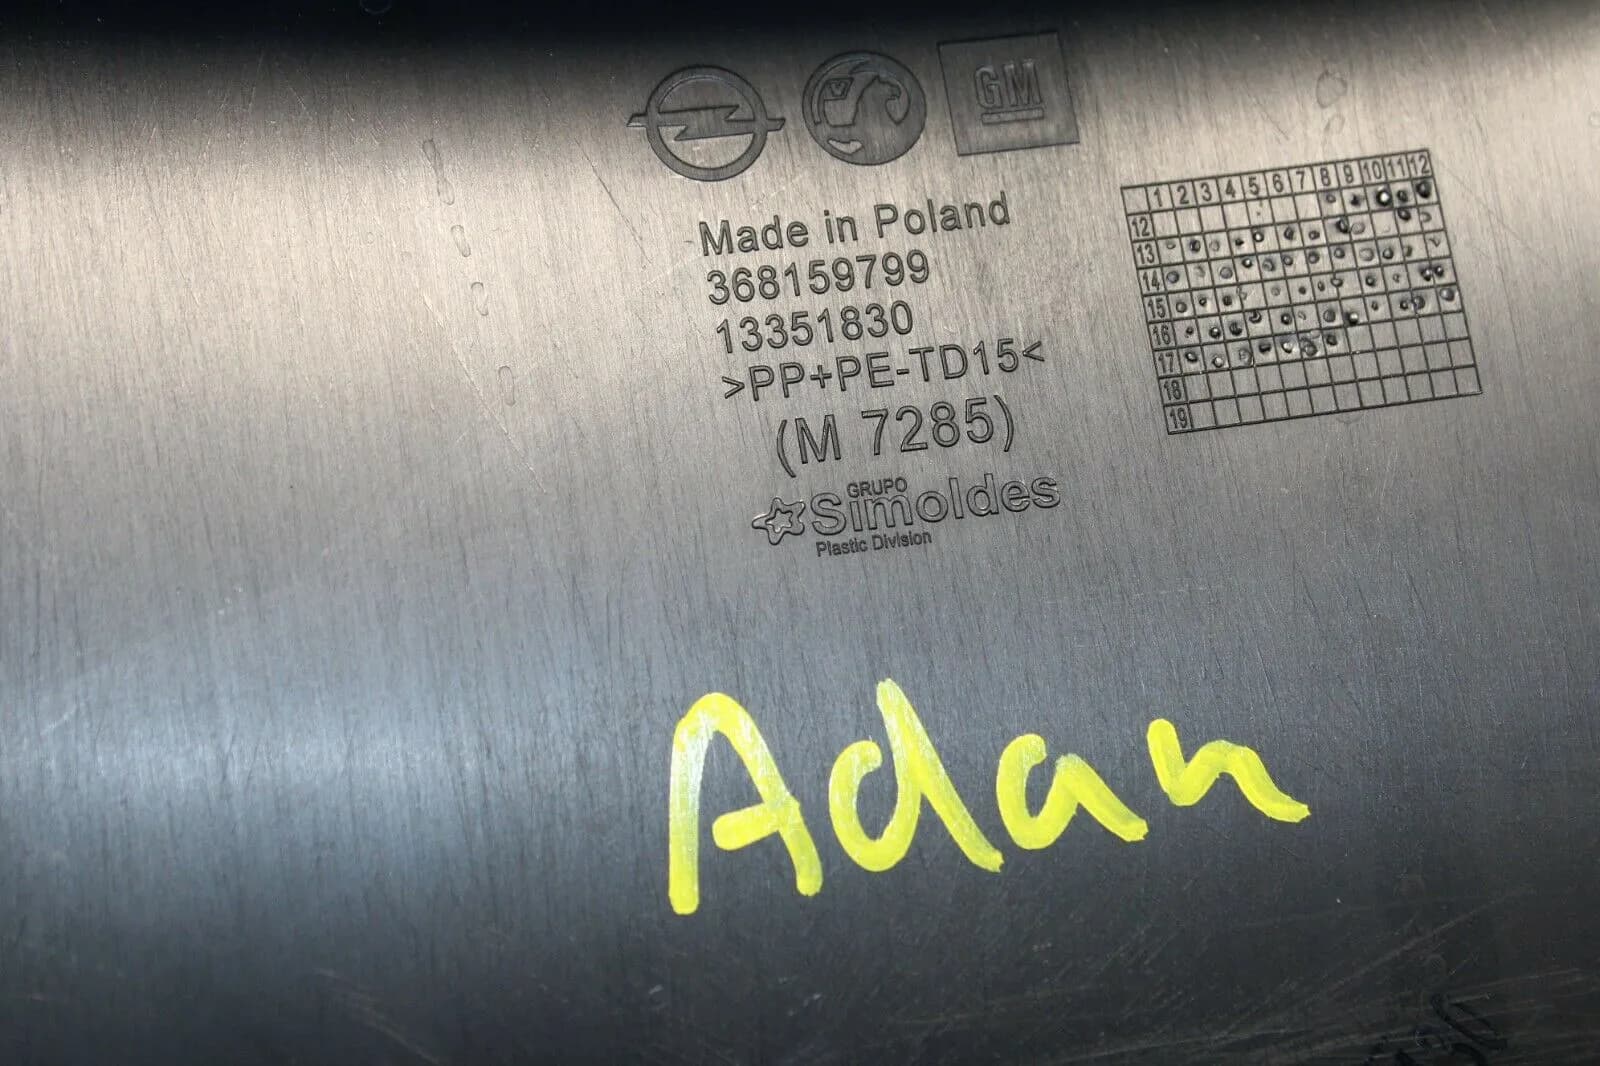 GM
Made in Poland
368159799
13351830
>PP+PE-TD15<
(M 7285)
GRUPO
Simoldes
Plastic Division
1 2 3 4 5 6 7 8 9 10 11 12
12
13
14
15
16
17
18
19
Adan